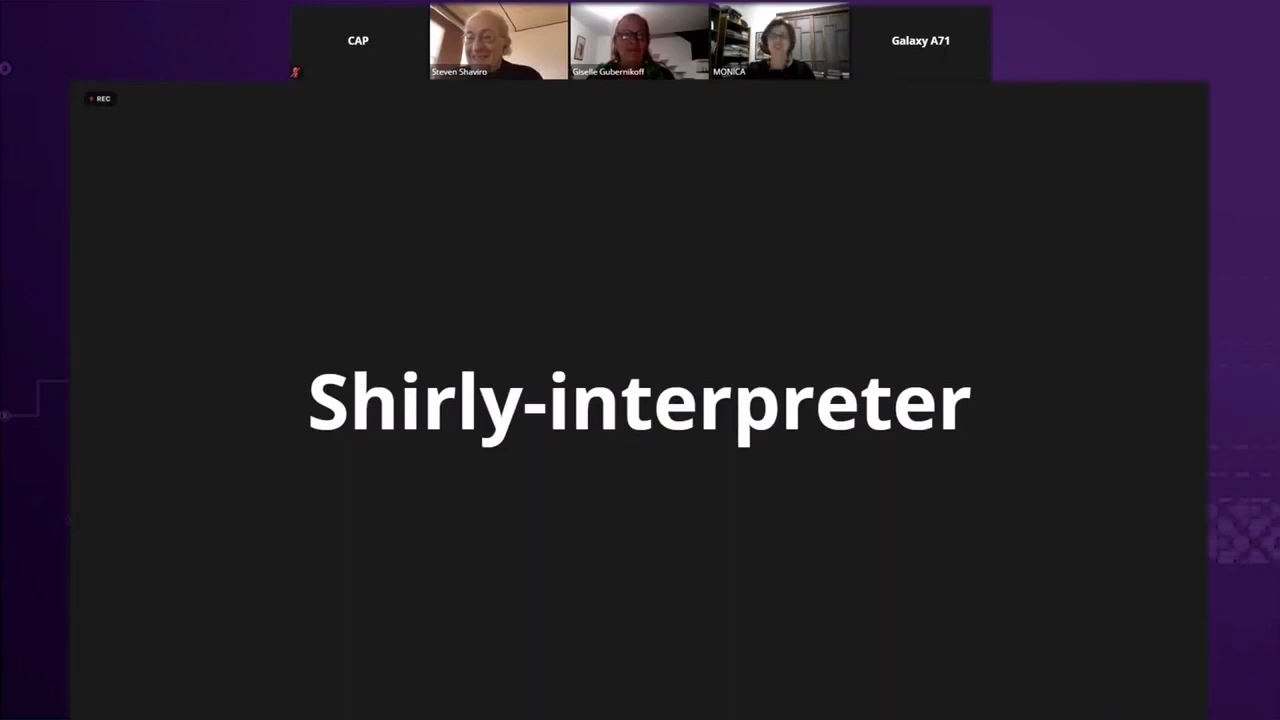 CAP
Steven Shaviro
Giselle Gubernikoff
MONICA
Galaxy A71
REC
Shirly-interpreter